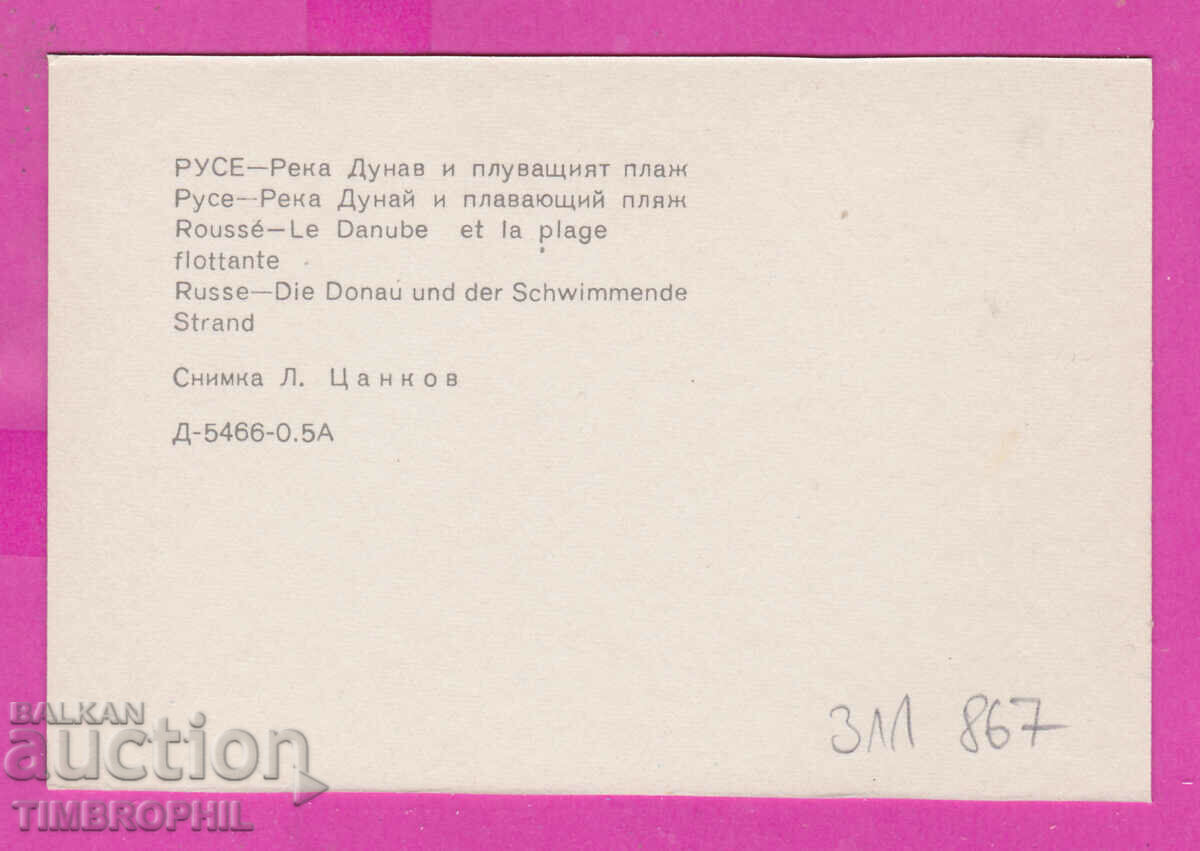 РУСЕ—Река Дунав и плуващият плаж
Русе—Река Дунай и плавающий пляж
Roussé—Le Danube et la plage
flottante
Russe—Die Donau und der Schwimmende
Strand
Снимка Л. Цанков
Д-5466-0.5А
311 867
BALKAN
auction
TIMBROPHIL